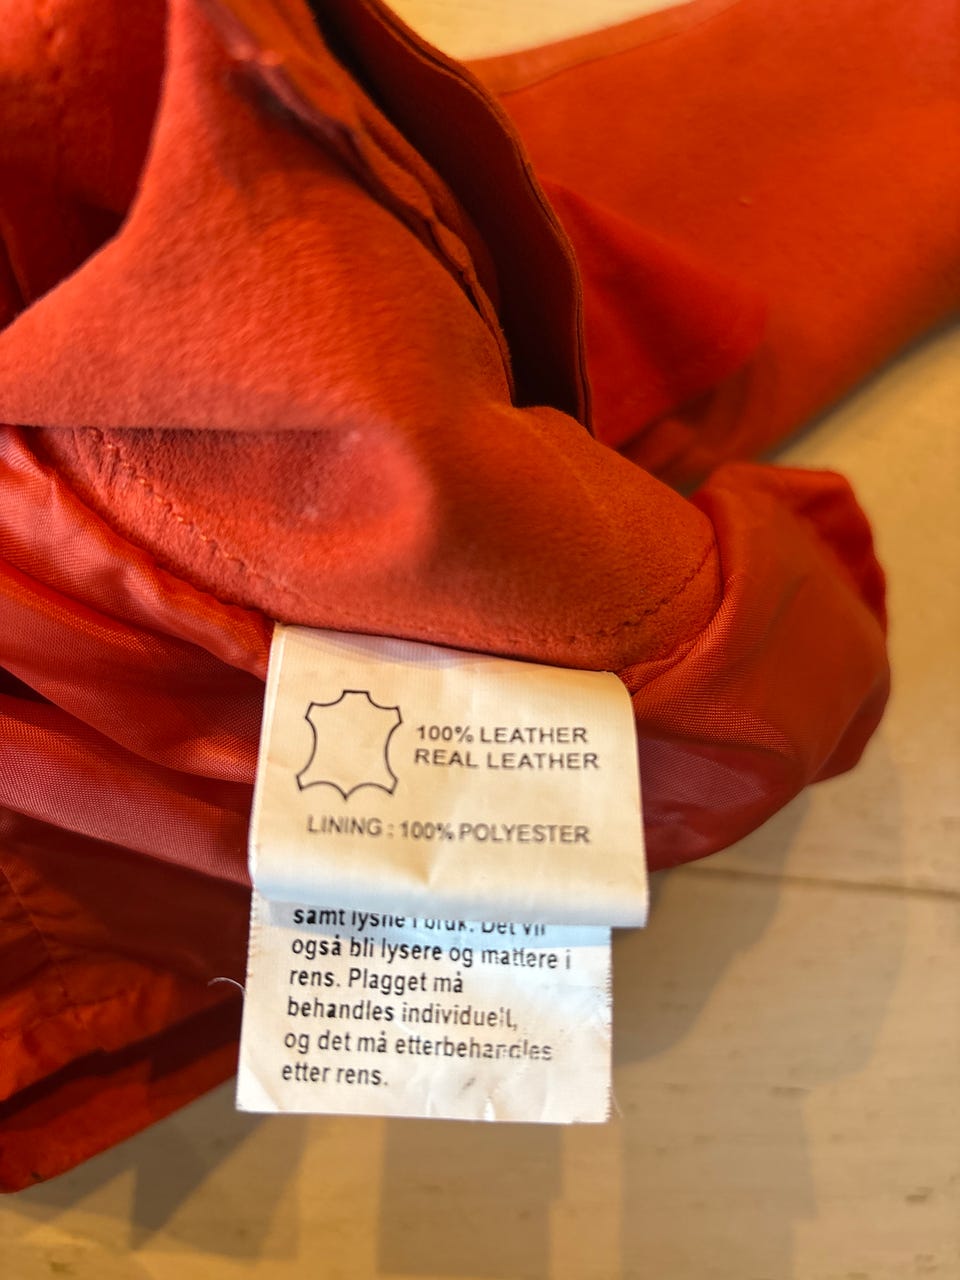 100% LEATHER
REAL LEATHER
LINING : 100% POLYESTER
samt lysne i bruk. Det vil
også bli lysere og mattere i
rens. Plagget må
behandles individuelt,
og det må etterbehandles
etter rens.